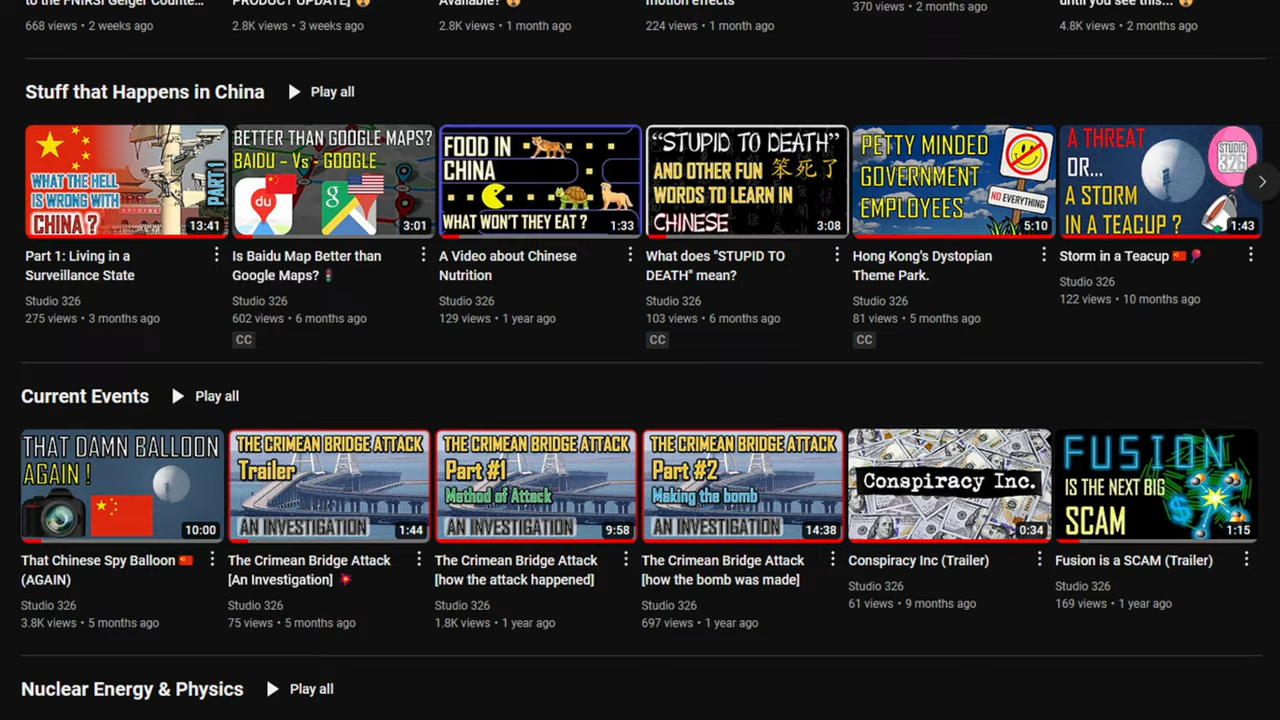 to the FNIRSI Geiger Counte...
PRODUCT UPDATE]
Available?
motion effects
until you see this...
668 views • 2 weeks ago
2.8K views • 3 weeks ago
2.8K views • 1 month ago
224 views • 1 month ago
370 views • 2 months ago
4.8K views • 2 months ago
Stuff that Happens in China
Play all
WHAT THE HELL
IS WRONG WITH
CHINA ?
PART 1
13:41
BETTER THAN GOOGLE MAPS?
BAIDU - Vs - GOOGLE
du
g
3:01
FOOD IN
CHINA
WHAT WON'T THEY EAT ?
1:33
"STUPID TO DEATH"
AND OTHER FUN 笨死了
WORDS TO LEARN IN
CHINESE
3:08
PETTY MINDED
GOVERNMENT
EMPLOYEES
NO EVERYTHING
5:10
A THREAT
OR...
A STORM
IN A TEACUP ?
STUDIO
326
1:43
Part 1: Living in a
Surveillance State
Studio 326
275 views • 3 months ago
Is Baidu Map Better than
Google Maps? 🚦
Studio 326
602 views • 6 months ago
CC
A Video about Chinese
Nutrition
Studio 326
129 views • 1 year ago
What does "STUPID TO
DEATH" mean?
Studio 326
103 views • 6 months ago
CC
Hong Kong's Dystopian
Theme Park.
Studio 326
81 views • 5 months ago
CC
Storm in a Teacup 🇨🇳🎈
Studio 326
122 views • 10 months ago
Current Events
Play all
THAT DAMN BALLOON
AGAIN !
10:00
THE CRIMEAN BRIDGE ATTACK
Trailer
AN INVESTIGATION
1:44
THE CRIMEAN BRIDGE ATTACK
Part #1
Method of Attack
AN INVESTIGATION
9:58
THE CRIMEAN BRIDGE ATTACK
Part #2
Making the bomb
AN INVESTIGATION
14:38
Conspiracy Inc.
0:34
FUSION
IS THE NEXT BIG
SCAM
1:15
That Chinese Spy Balloon 🇨🇳
(AGAIN)
Studio 326
3.8K views • 5 months ago
The Crimean Bridge Attack
[An Investigation] 💥
Studio 326
75 views • 5 months ago
The Crimean Bridge Attack
[how the attack happened]
Studio 326
1.8K views • 1 year ago
The Crimean Bridge Attack
[how the bomb was made]
Studio 326
697 views • 1 year ago
Conspiracy Inc (Trailer)
Studio 326
61 views • 9 months ago
Fusion is a SCAM (Trailer)
Studio 326
169 views • 1 year ago
Nuclear Energy & Physics
Play all